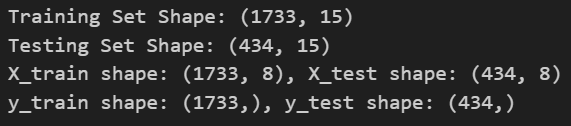 Training Set Shape: (1733, 15)
Testing Set Shape: (434, 15)
X_train shape: (1733, 8), X_test shape: (434, 8)
y_train shape: (1733,), y_test shape: (434,)